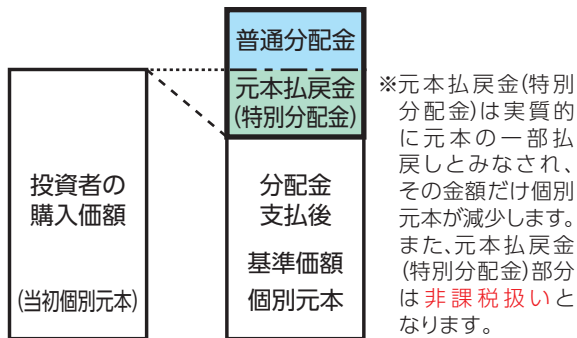 投資者の
購入価額
(当初個別元本)
普通分配金
元本払戻金
(特別分配金)
分配金
支払後
基準価額
個別元本
※元本払戻金(特別
分配金)は実質的
に元本の一部払
戻しとみなされ、
その金額だけ個別
元本が減少します。
また、元本払戻金
(特別分配金)部分
は非課税扱いと
なります。